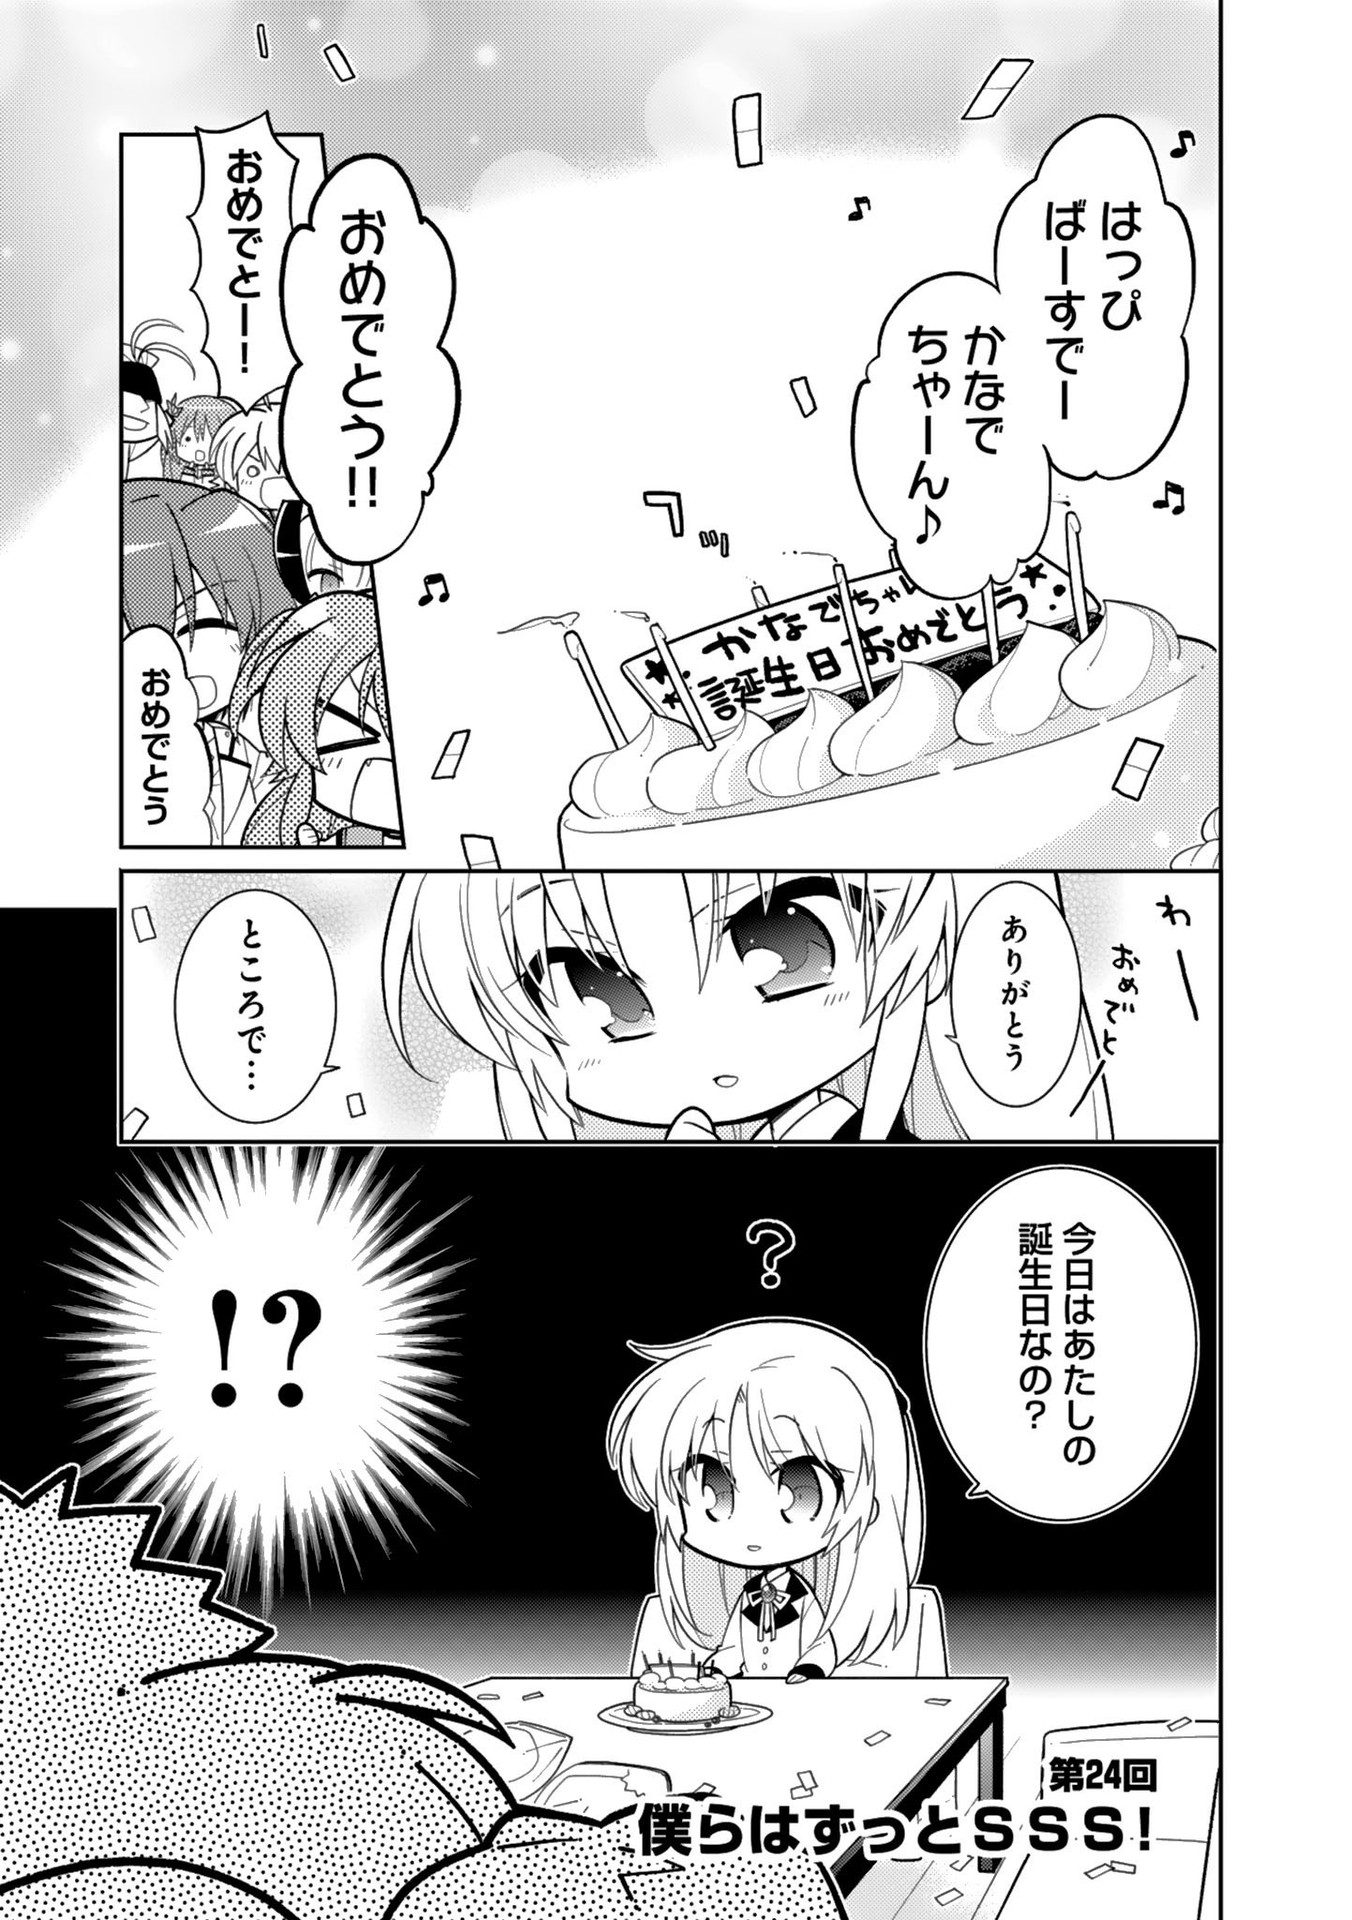 はっぴ
ばーすでー
かなで
ちゃーん♪
かなでちゃん
誕生日おめでとう
おめでとう!!
おめでとー!
おめでとう
わー
おめでとー
ありがとう
ところで…
今日はあたしの
誕生日なの?
?
!?
第24回
僕らはずっとSSS!